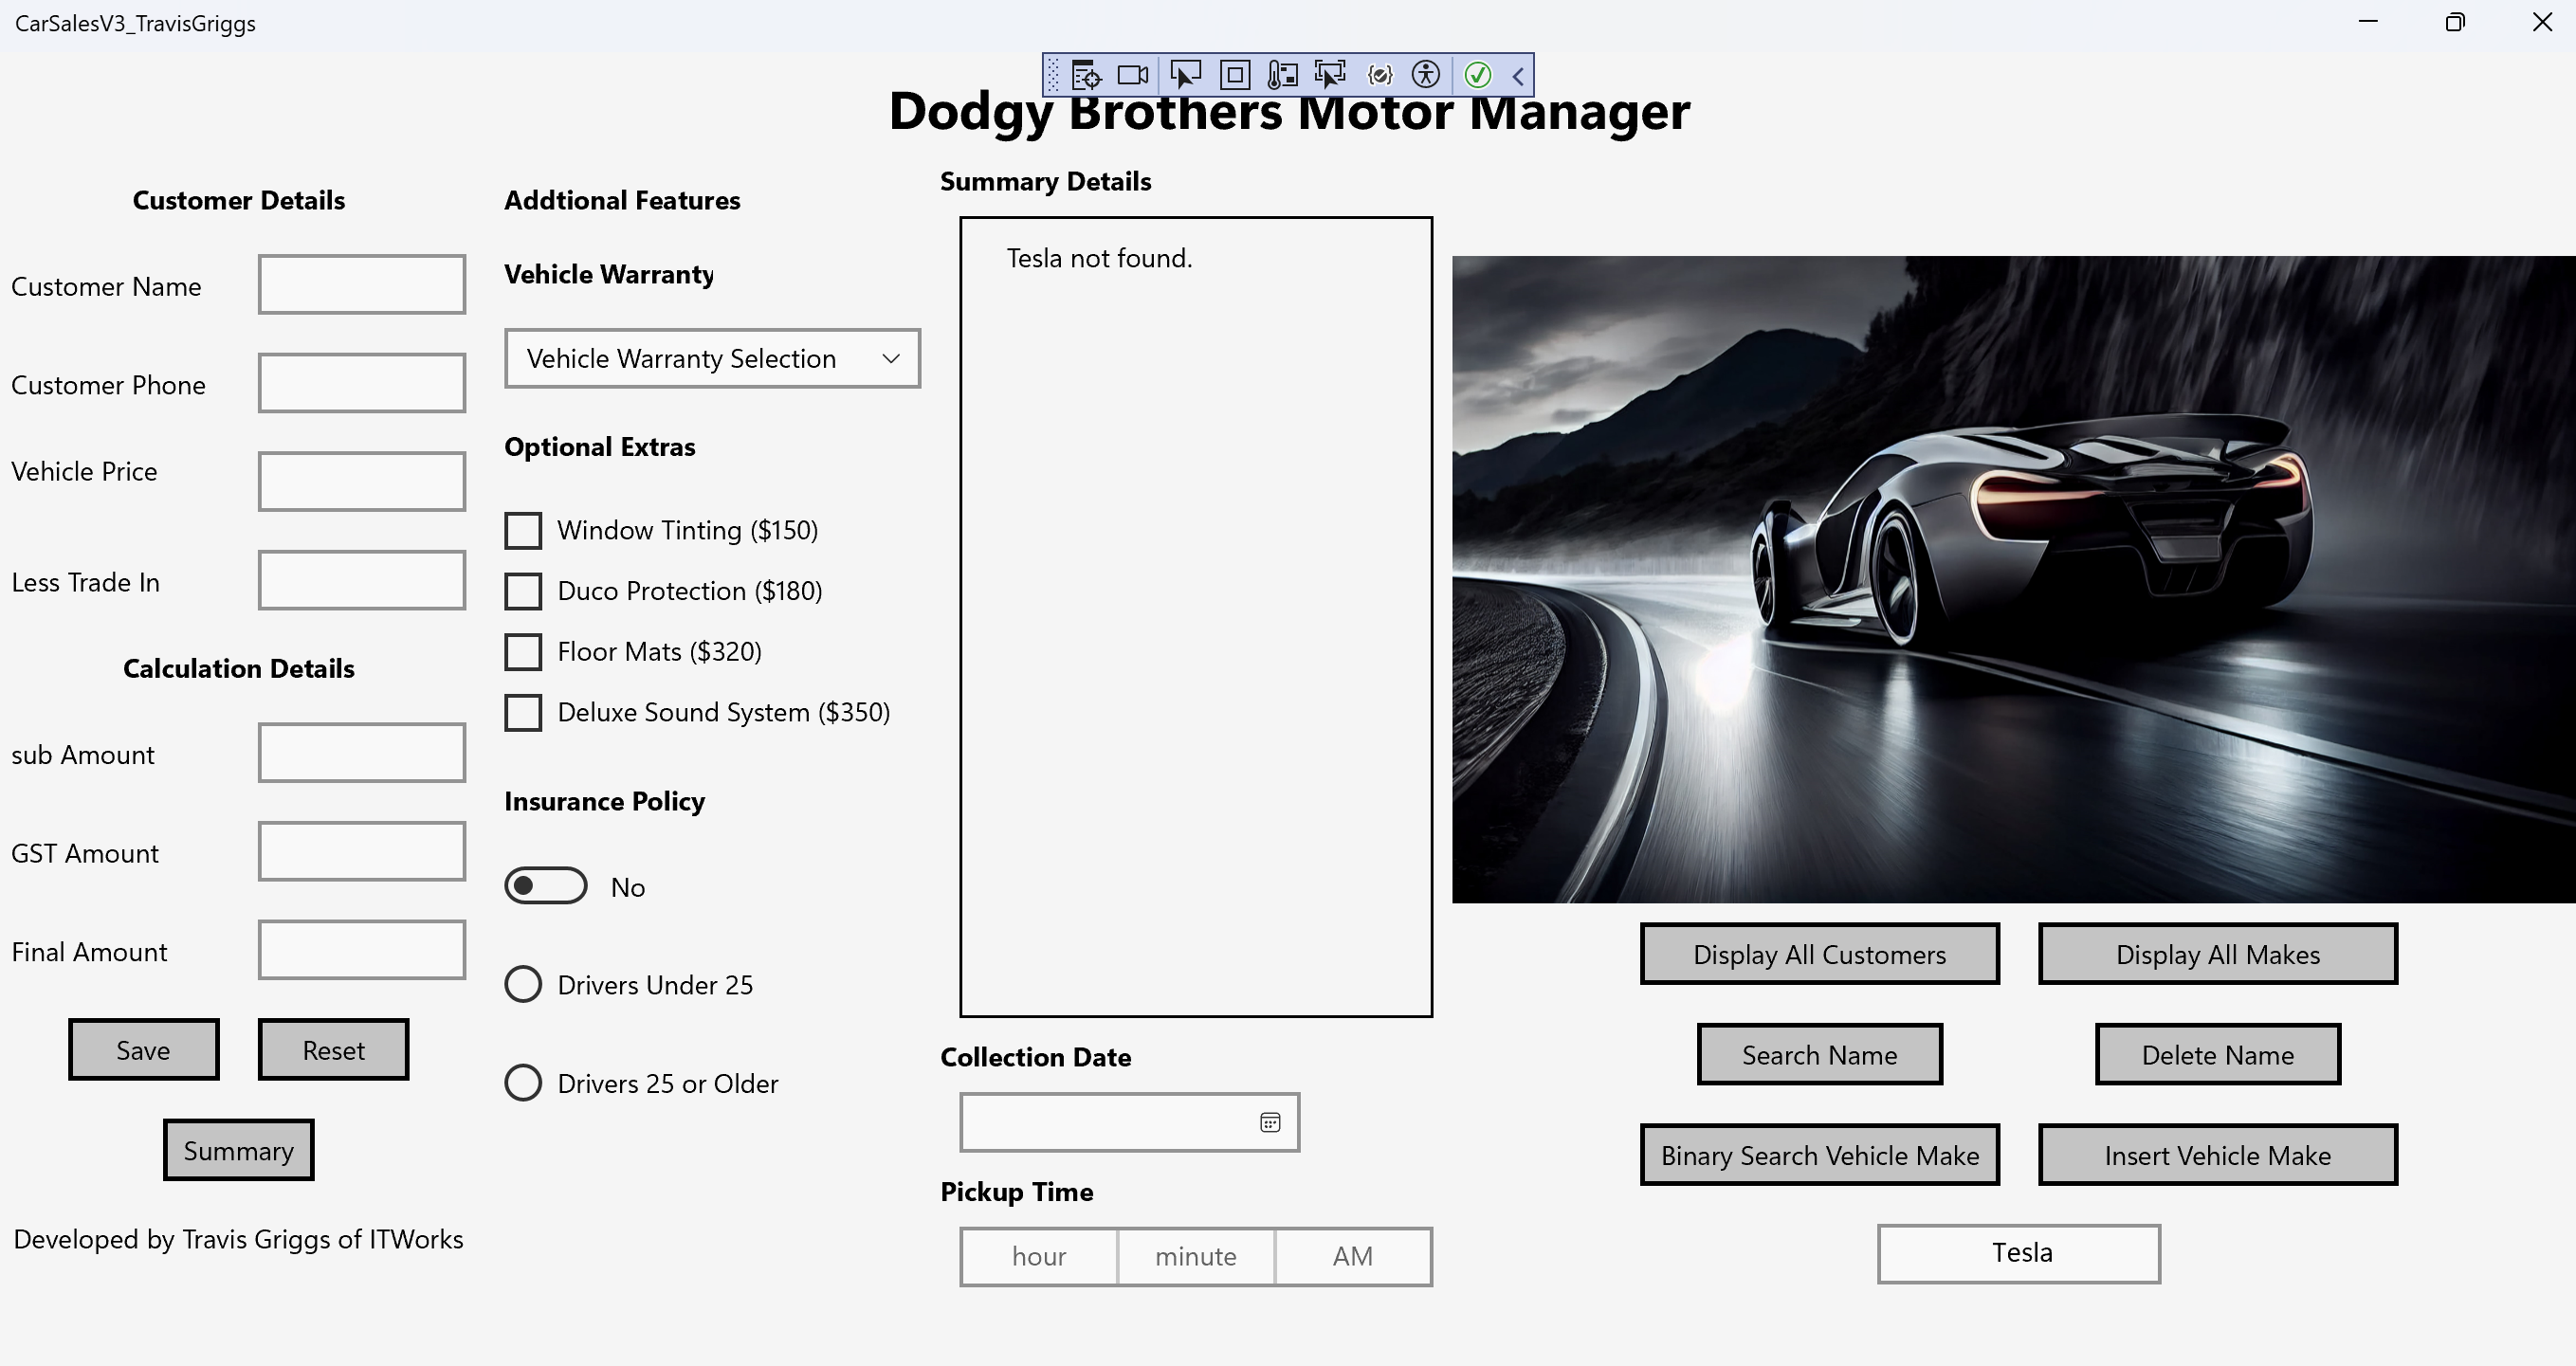 CarSalesV3_TravisGriggs
Dodgy Brothers Motor Manager
Customer Details
Customer Name
Customer Phone
Vehicle Price
Less Trade In
Calculation Details
sub Amount
GST Amount
Final Amount
Save
Reset
Summary
Developed by Travis Griggs of ITWorks
Addtional Features
Vehicle Warranty
Vehicle Warranty Selection
Optional Extras
Window Tinting ($150)
Duco Protection ($180)
Floor Mats ($320)
Deluxe Sound System ($350)
Insurance Policy
No
Drivers Under 25
Drivers 25 or Older
Summary Details
Tesla not found.
Collection Date
Pickup Time
hour minute AM
Display All Customers
Display All Makes
Search Name
Delete Name
Binary Search Vehicle Make
Insert Vehicle Make
Tesla